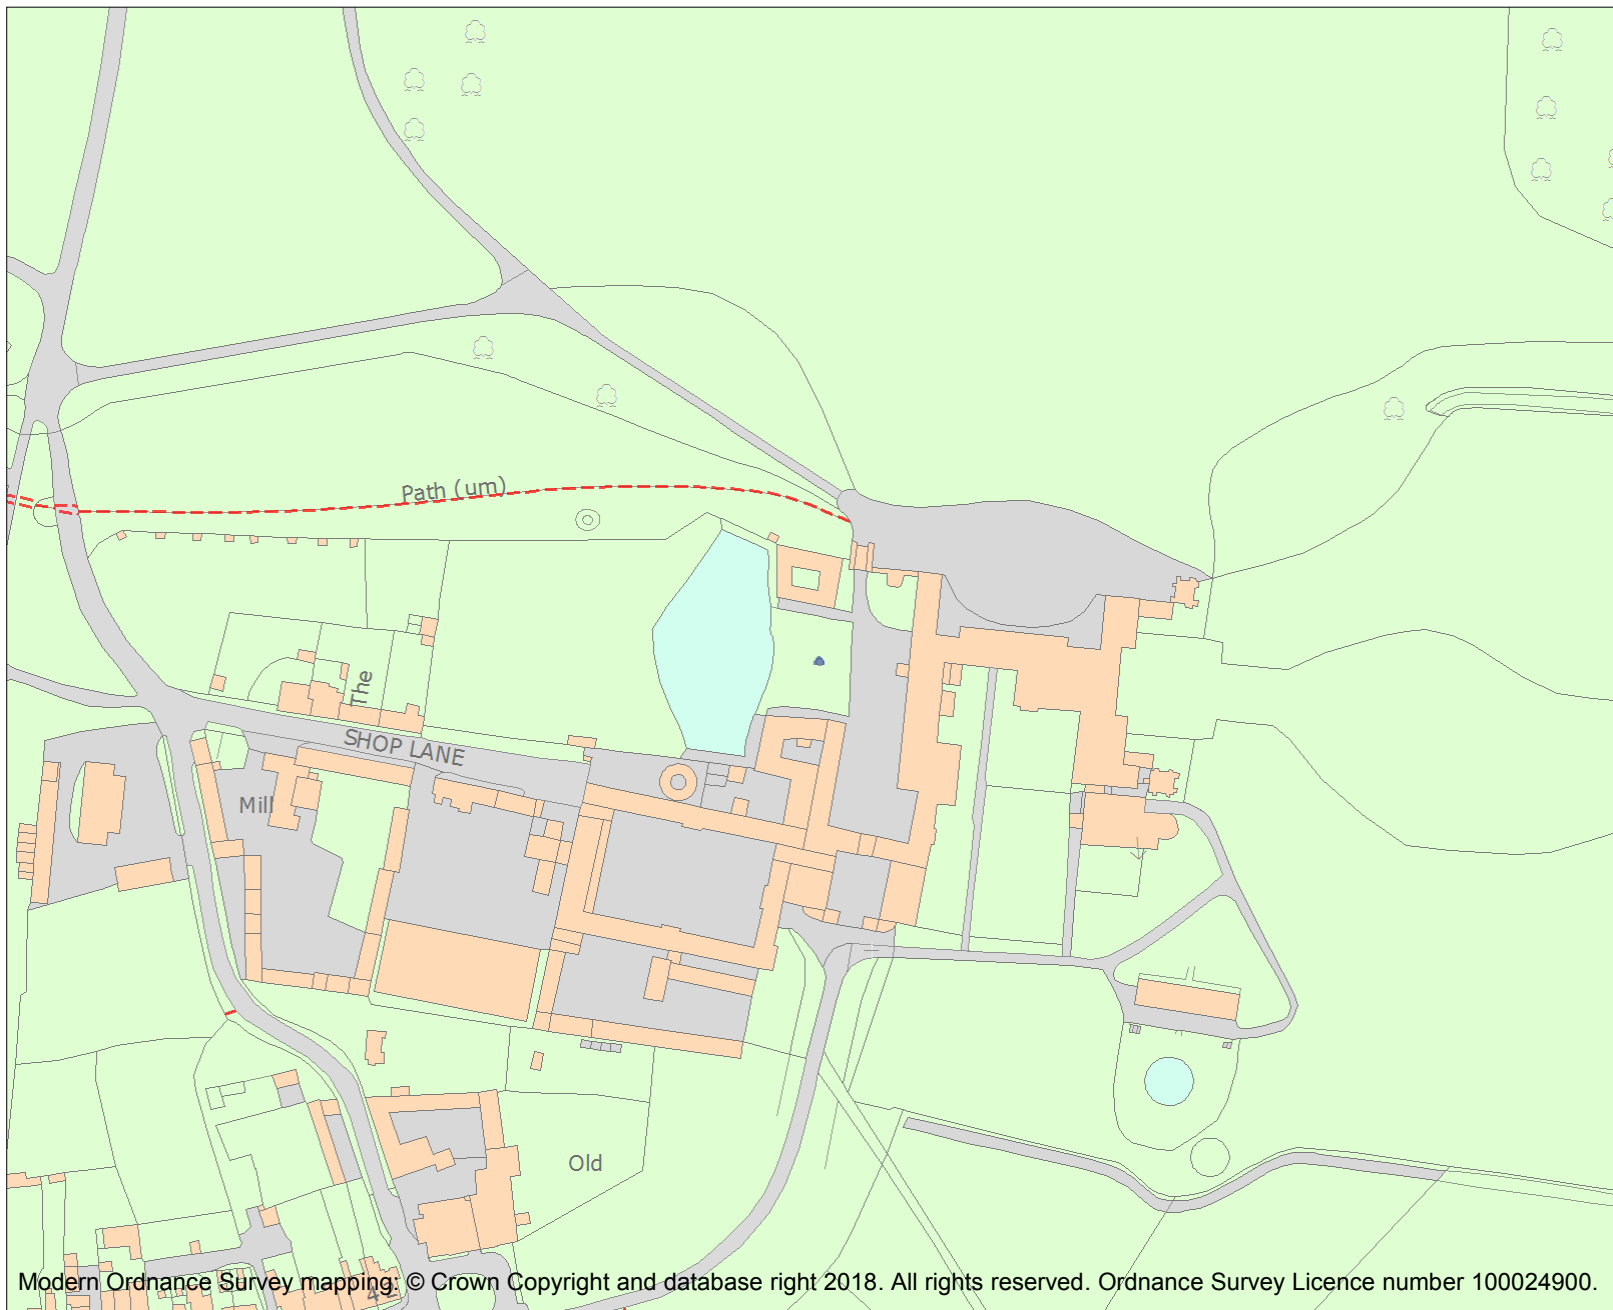 Path (um)
The
SHOP LANE
Mill
Old
42
Modern Ordnance Survey mapping: © Crown Copyright and database right 2018. All rights reserved. Ordnance Survey Licence number 100024900.